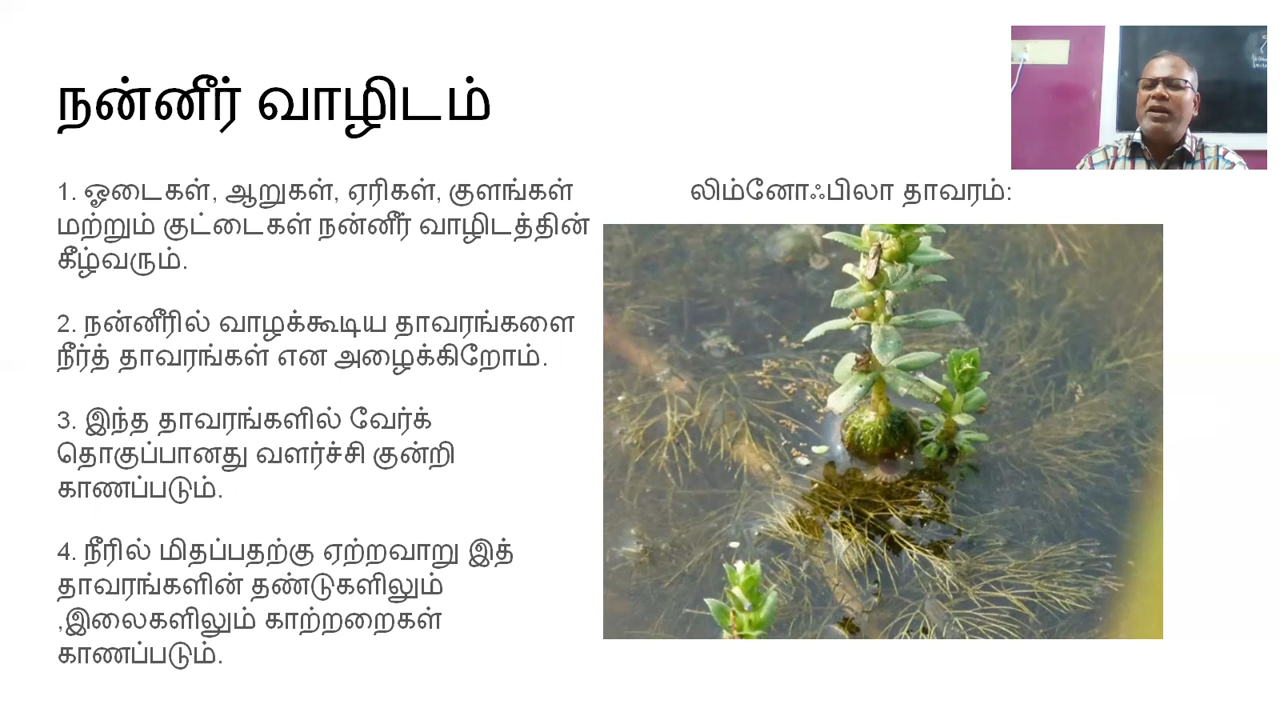 நன்னீர் வாழிடம்
1. ஓடைகள், ஆறுகள், ஏரிகள், குளங்கள்
மற்றும் குட்டைகள் நன்னீர் வாழிடத்தின்
கீழ்வரும்.
2. நன்னீரில் வாழக்கூடிய தாவரங்களை
நீர்த் தாவரங்கள் என அழைக்கிறோம்.
3. இந்த தாவரங்களில் வேர்க்
தொகுப்பானது வளர்ச்சி குன்றி
காணப்படும்.
4. நீரில் மிதப்பதற்கு ஏற்றவாறு இத்
தாவரங்களின் தண்டுகளிலும்
,இலைகளிலும் காற்றறைகள்
காணப்படும்.
லிம்னோஃபிலா தாவரம்: